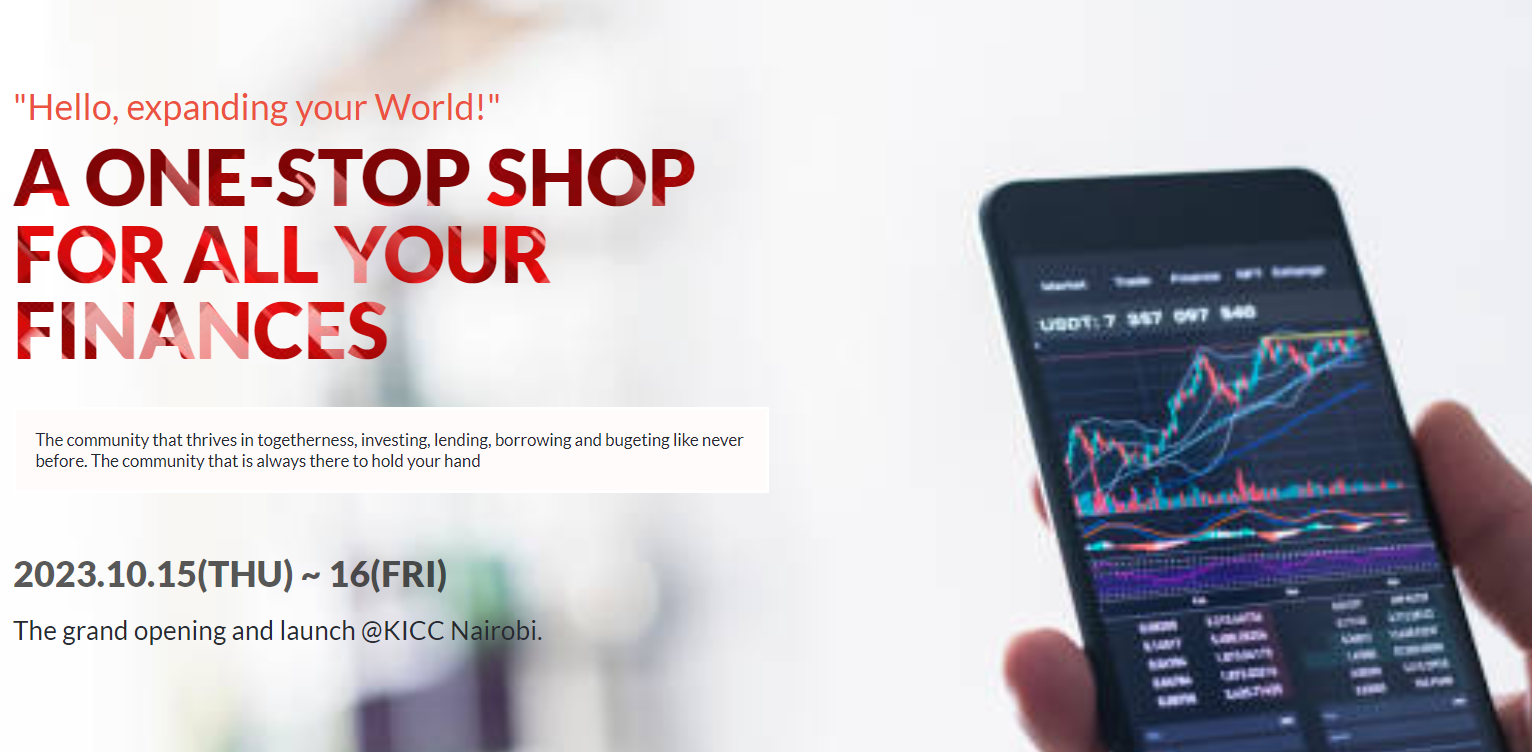 "Hello, expanding your World!"
A ONE-STOP SHOP
FOR ALL YOUR
FINANCES
The community that thrives in togetherness, investing, lending, borrowing and bugeting like never
before. The community that is always there to hold your hand
2023.10.15(THU) ~ 16(FRI)
The grand opening and launch @KICC Nairobi.
Market Trade Finance NFT Exhange
USDT: 7 357 097 540